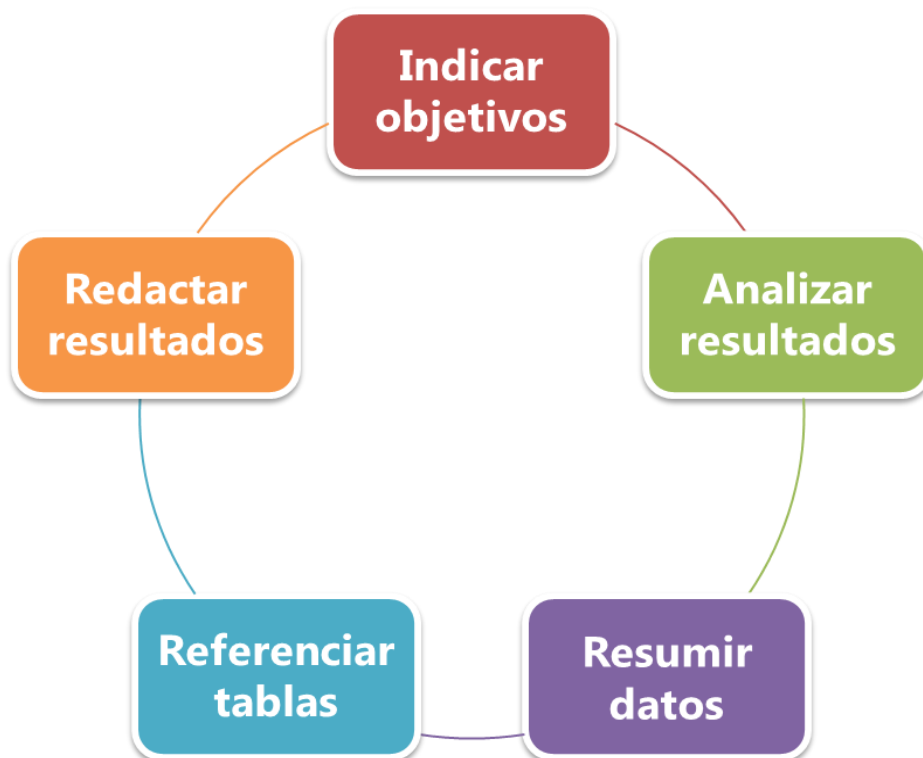 Indicar
objetivos
Analizar
resultados
Resumir
datos
Referenciar
tablas
Redactar
resultados